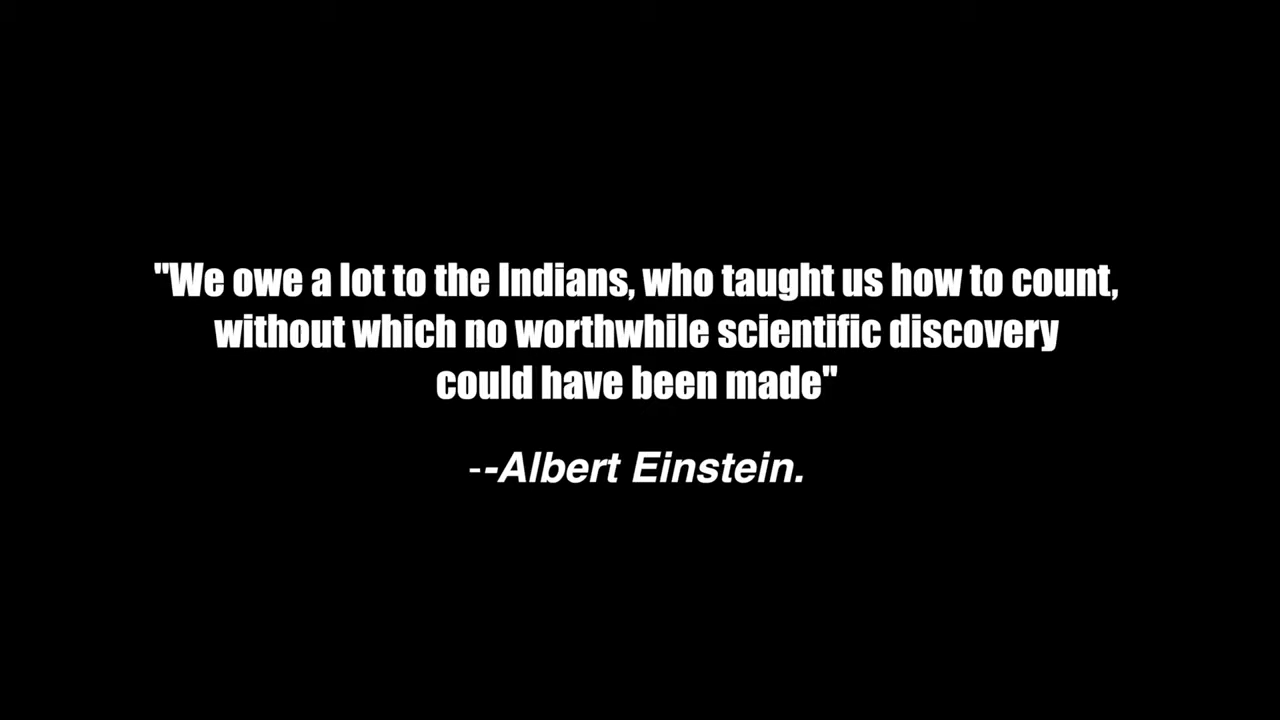 "We owe a lot to the Indians, who taught us how to count,
without which no worthwhile scientific discovery
could have been made"
--Albert Einstein.